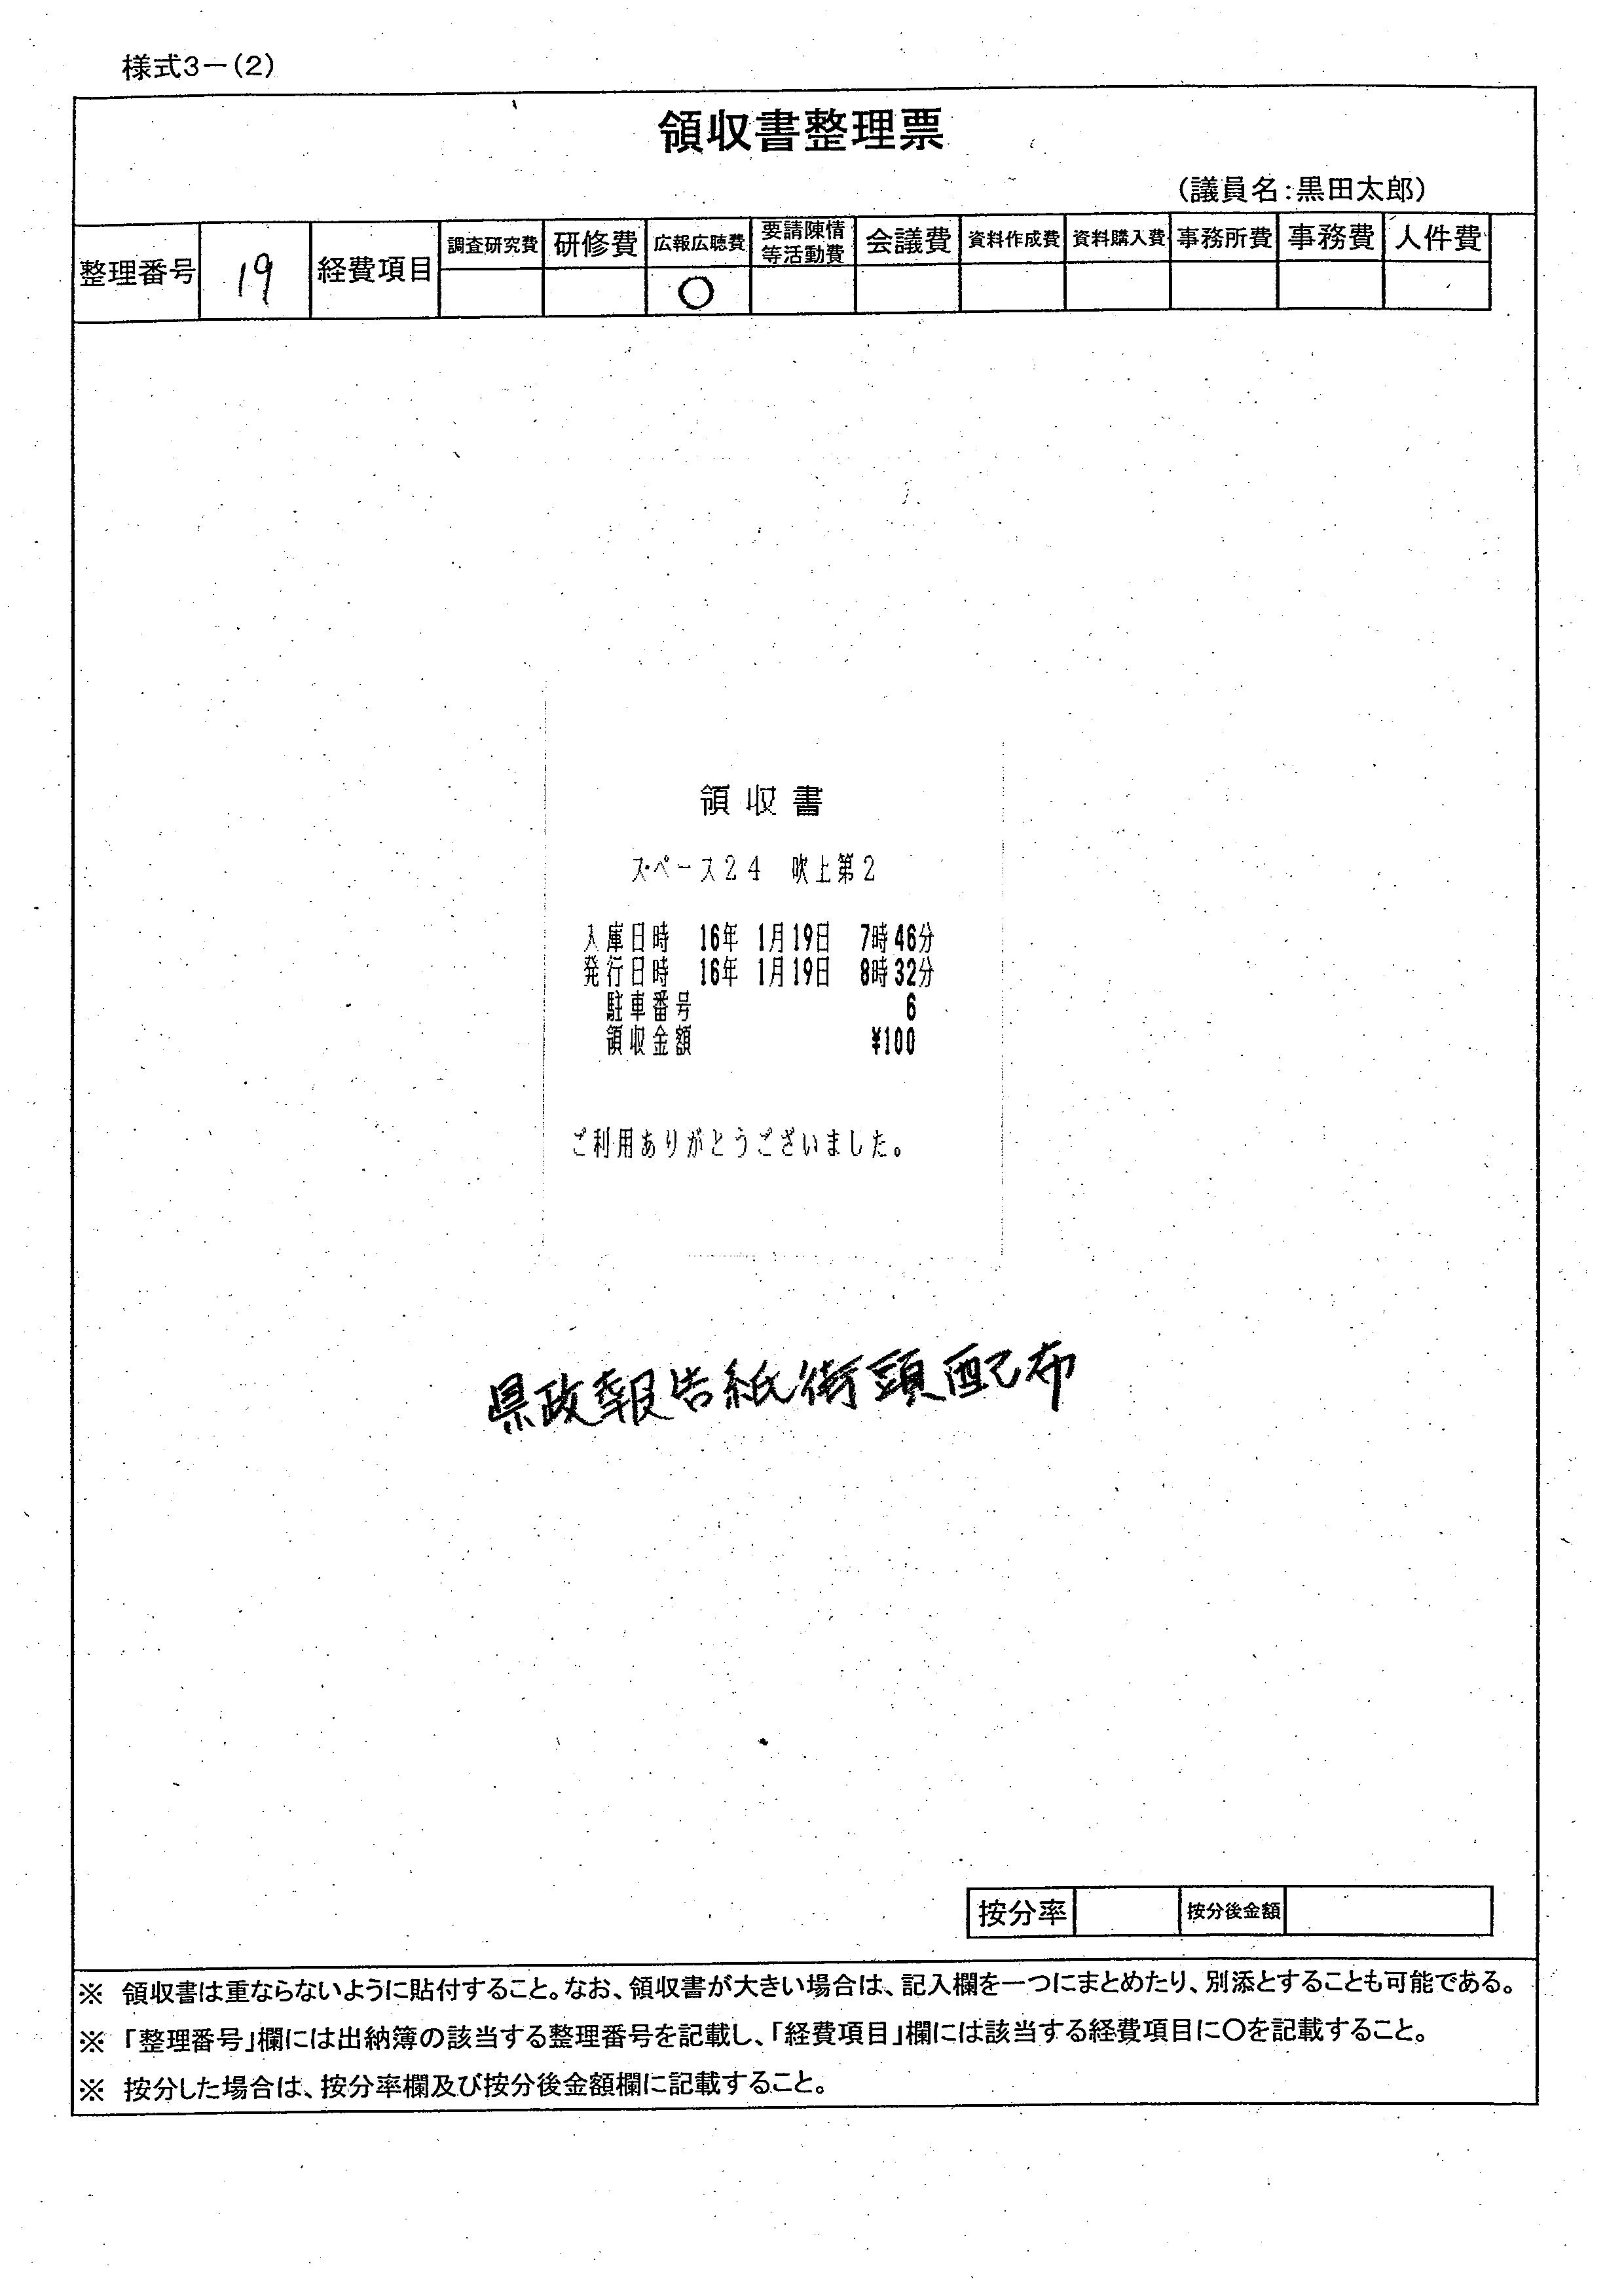 様式3－(2)
領収書整理票
(議員名:黒田太郎)
整理番号 19 経費項目 調査研究費 研修費 広報広聴費 要請陳情等活動費 会議費 資料作成費 資料購入費 事務所費 事務費 人件費
○
領収書
スペース24 吹上第2
入庫日時 16年 1月19日 7時46分
発行日時 16年 1月19日 8時32分
駐車番号 6
領収金額 ¥100
ご利用ありがとうございました。
県政報告紙街頭配布
按分率 按分後金額
※ 領収書は重ならないように貼付すること。なお、領収書が大きい場合は、記入欄を一つにまとめたり、別添とすることも可能である。
※ 「整理番号」欄には出納簿の該当する整理番号を記載し、「経費項目」欄には該当する経費項目に○を記載すること。
※ 按分した場合は、按分率欄及び按分後金額欄に記載すること。